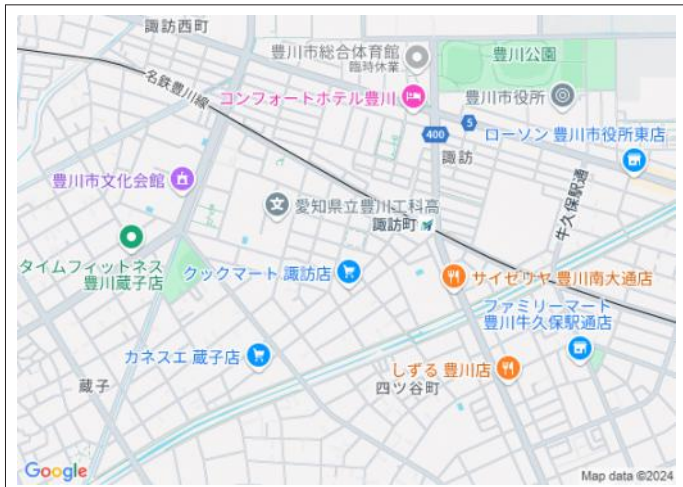 諏訪西町
豊川市総合体育館
臨時休業
豊川公園
名鉄豊川線
コンフォートホテル豊川
豊川市役所
400
5
ローソン 豊川市役所東店
諏訪
豊川市文化会館
愛知県立豊川工科高
諏訪町
牛久保駅通
タイムフィットネス
豊川蔵子店
クックマート 諏訪店
サイゼリヤ 豊川南大通店
ファミリーマート
豊川牛久保駅通店
カネスエ 蔵子店
しずる 豊川店
蔵子
四ツ谷町
Google
Map data ©2024